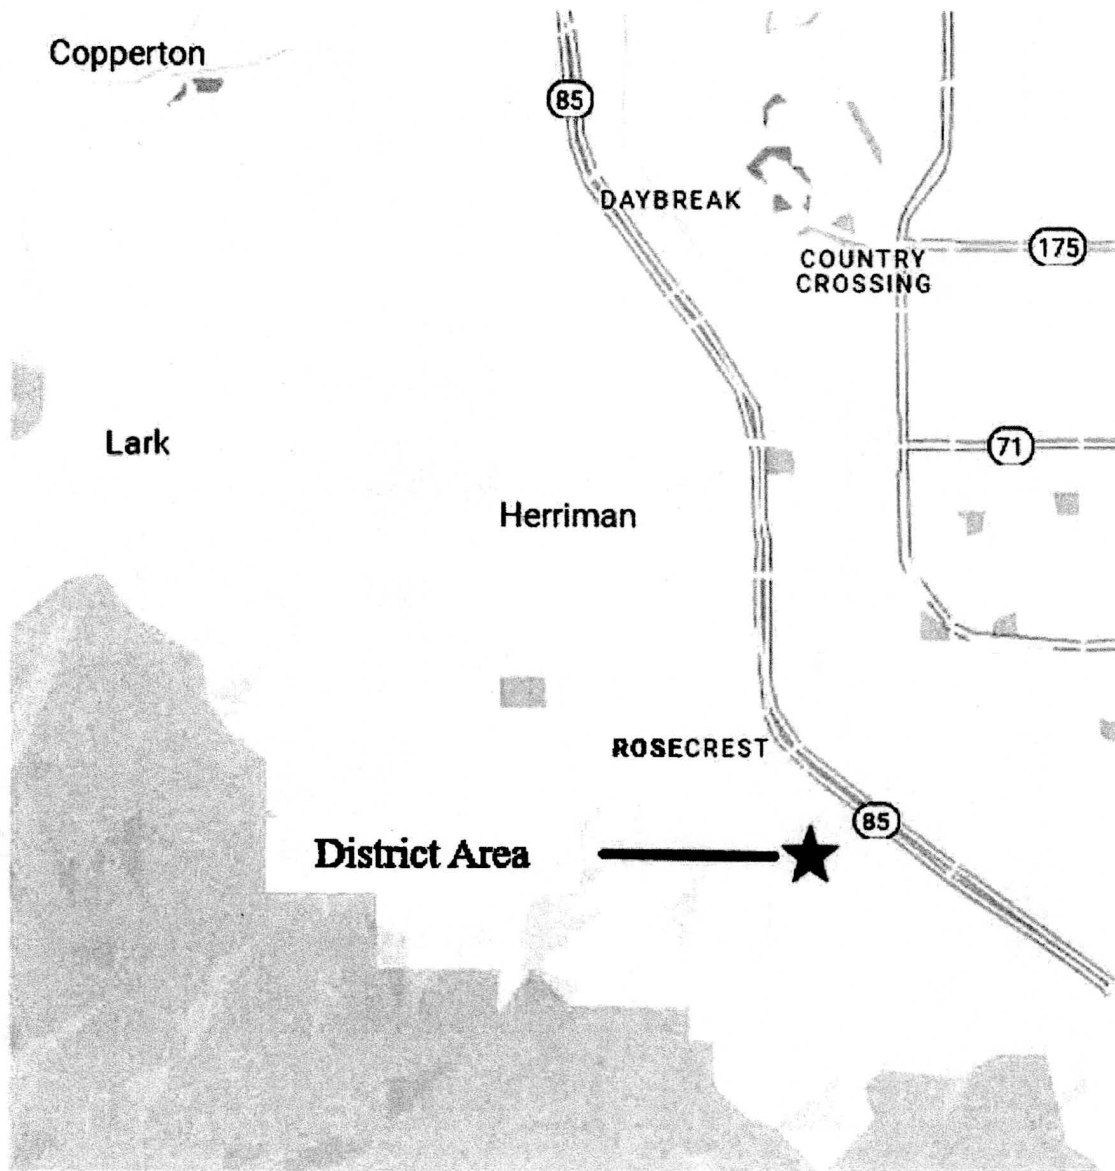 Copperton
85
DAYBREAK
175
COUNTRY
CROSSING
Lark
71
Herriman
ROSECREST
85
District Area